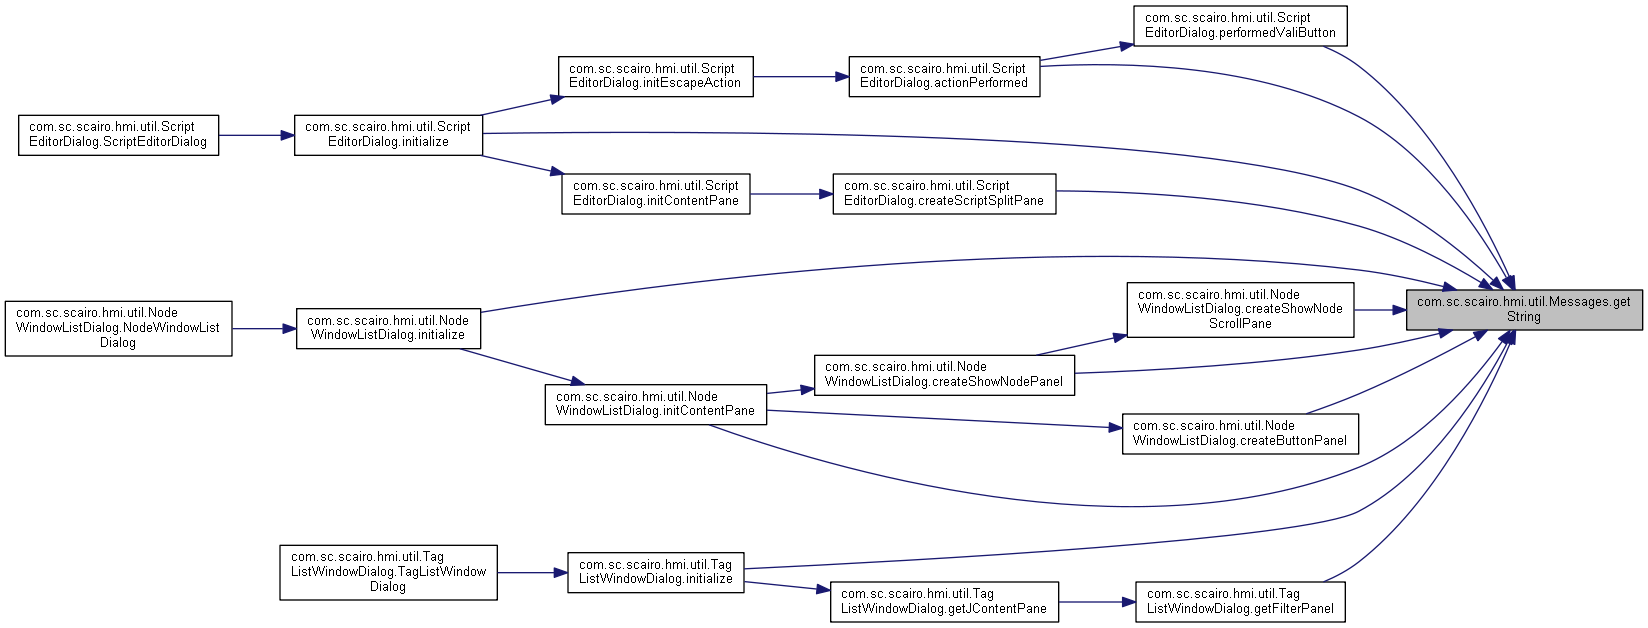 com.sc.scairo.hmi.util.Script
EditorDialog.performedValiButton
com.sc.scairo.hmi.util.Script
EditorDialog.initEscapeAction
com.sc.scairo.hmi.util.Script
EditorDialog.actionPerformed
com.sc.scairo.hmi.util.Script
EditorDialog.ScriptEditorDialog
com.sc.scairo.hmi.util.Script
EditorDialog.initialize
com.sc.scairo.hmi.util.Script
EditorDialog.initContentPane
com.sc.scairo.hmi.util.Script
EditorDialog.createScriptSplitPane
com.sc.scairo.hmi.util.Node
WindowListDialog.NodeWindowList
Dialog
com.sc.scairo.hmi.util.Node
WindowListDialog.initialize
com.sc.scairo.hmi.util.Node
WindowListDialog.createShowNode
ScrollPane
com.sc.scairo.hmi.util.Messages.get
String
com.sc.scairo.hmi.util.Node
WindowListDialog.createShowNodePanel
com.sc.scairo.hmi.util.Node
WindowListDialog.initContentPane
com.sc.scairo.hmi.util.Node
WindowListDialog.createButtonPanel
com.sc.scairo.hmi.util.Tag
ListWindowDialog.TagListWindow
Dialog
com.sc.scairo.hmi.util.Tag
ListWindowDialog.initialize
com.sc.scairo.hmi.util.Tag
ListWindowDialog.getJContentPane
com.sc.scairo.hmi.util.Tag
ListWindowDialog.getFilterPanel